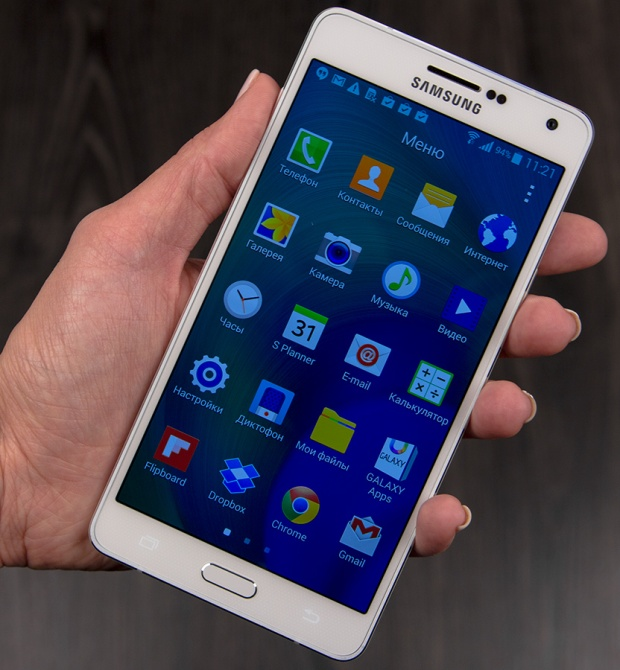 SAMSUNG
94% 11:21
Меню
Телефон
Контакты
Сообщения
Интернет
Галерея
Камера
Музыка
Видео
Часы
31
S Planner
E-mail
Калькулятор
Настройки
Диктофон
Мои файлы
GALAXY
GALAXY
Apps
Flipboard
Dropbox
Chrome
Gmail